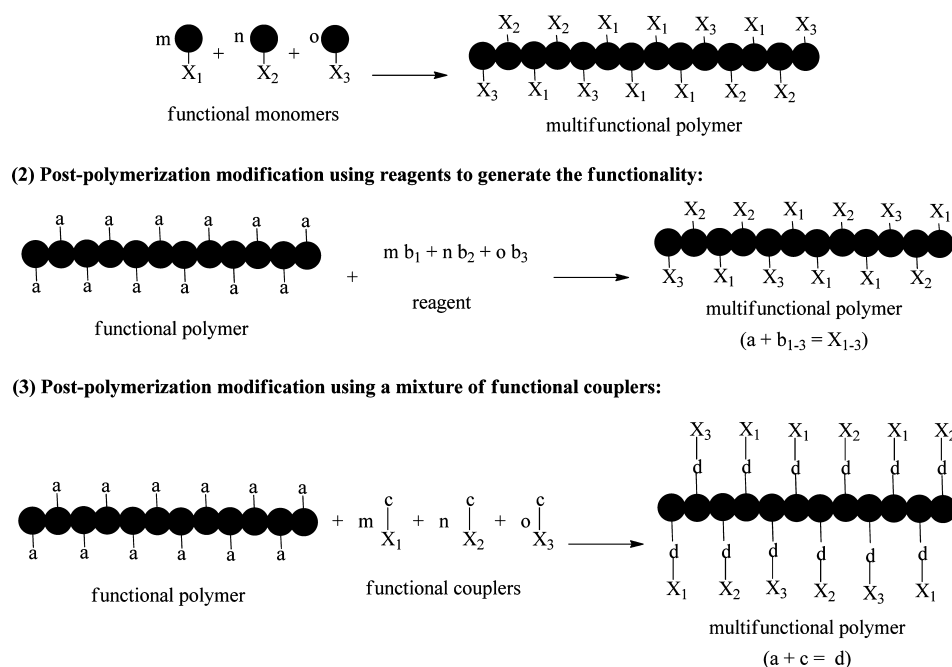 X2 X2 X1 X1 X3 X1 X3
m n o
+ +
X1 X2 X3
X3 X1 X3 X1 X1 X2 X2
functional monomers
multifunctional polymer
(2) Post-polymerization modification using reagents to generate the functionality:
a a a a a a
X2 X2 X1 X2 X3 X1
+ m b1 + n b2 + o b3
a a a a a a
X3 X1 X3 X1 X1 X2
reagent
functional polymer
multifunctional polymer
(a + b1-3 = X1-3)
(3) Post-polymerization modification using a mixture of functional couplers:
X3 X1 X1 X2 X1 X2
d d d d d d
a a a a a a
c c c
+ m + n + o
X1 X2 X3
a a a a a a
d d d d d d
X1 X2 X3 X2 X3 X1
functional polymer
functional couplers
multifunctional polymer
(a + c = d)